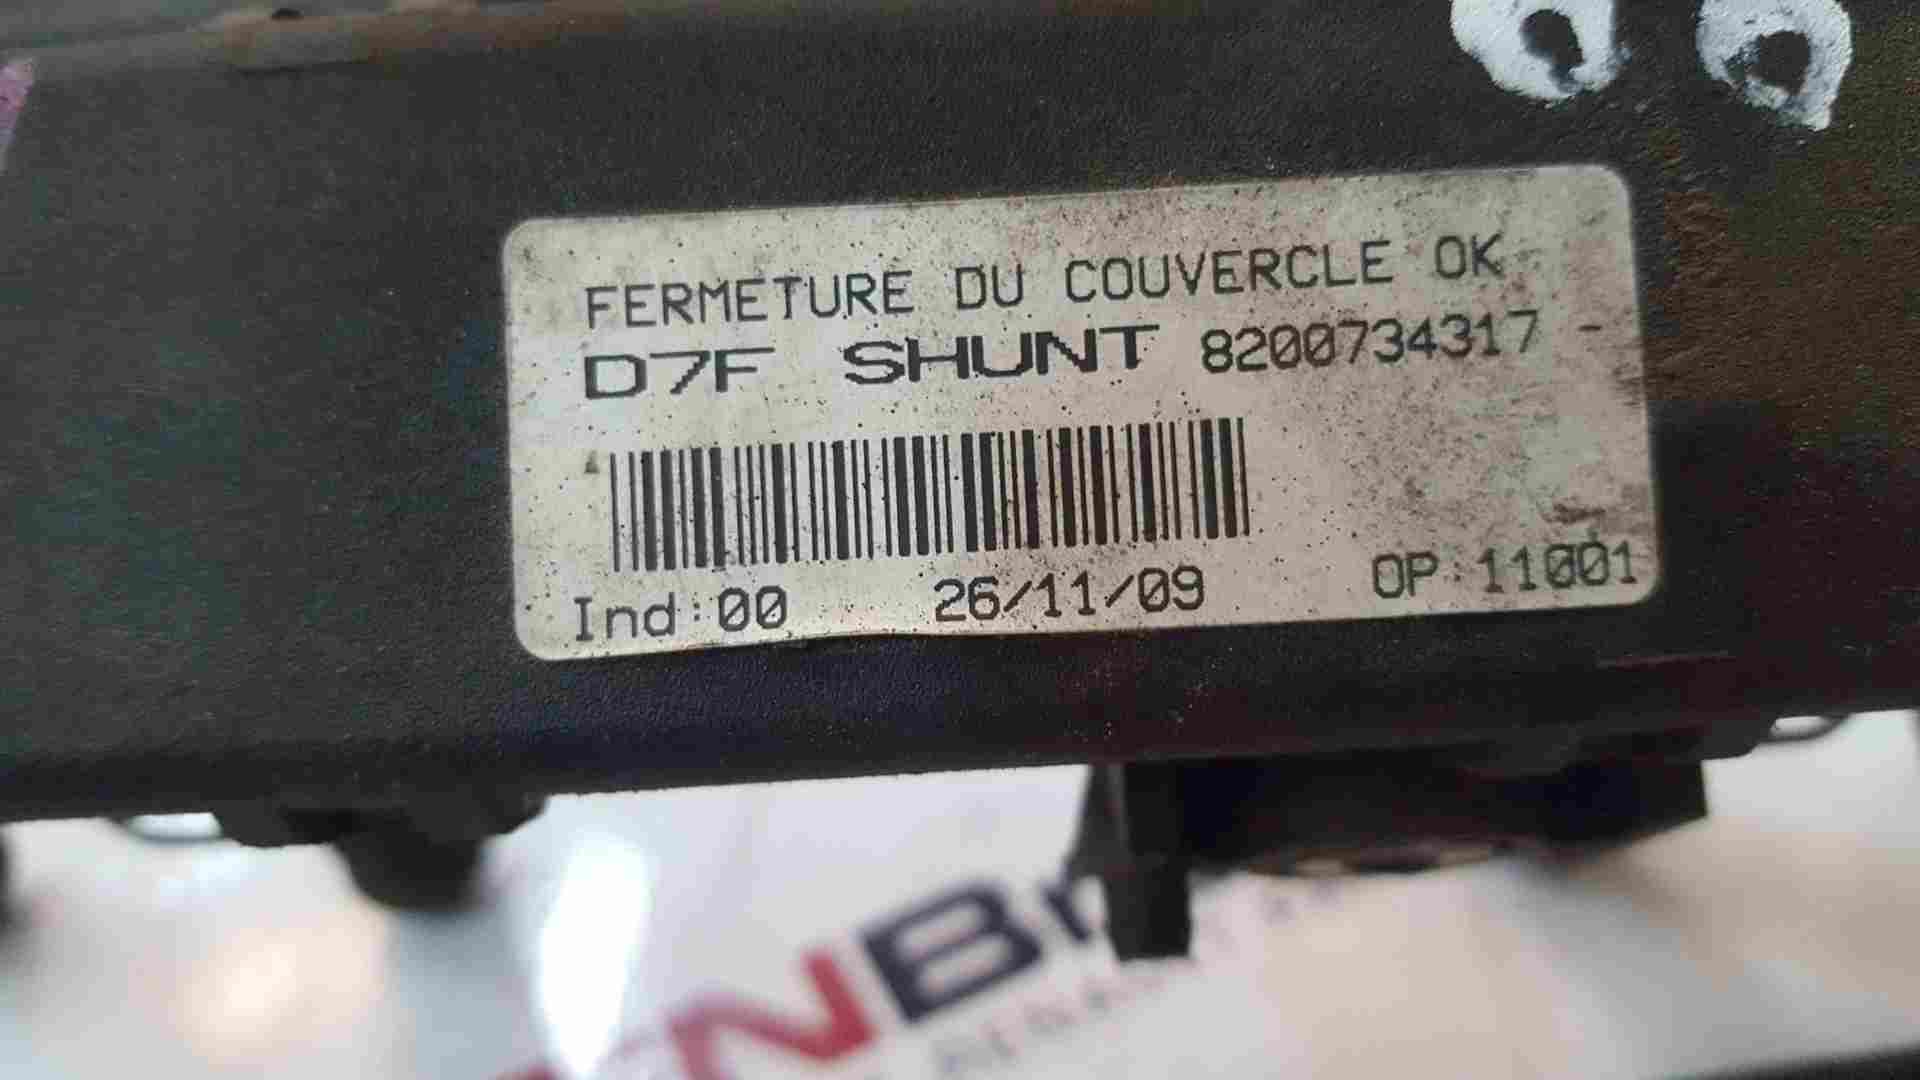 FERMETURE DU COUVERCLE OK
D7F SHUNT 8200734317 -
Ind:00 26/11/09 OP:11001